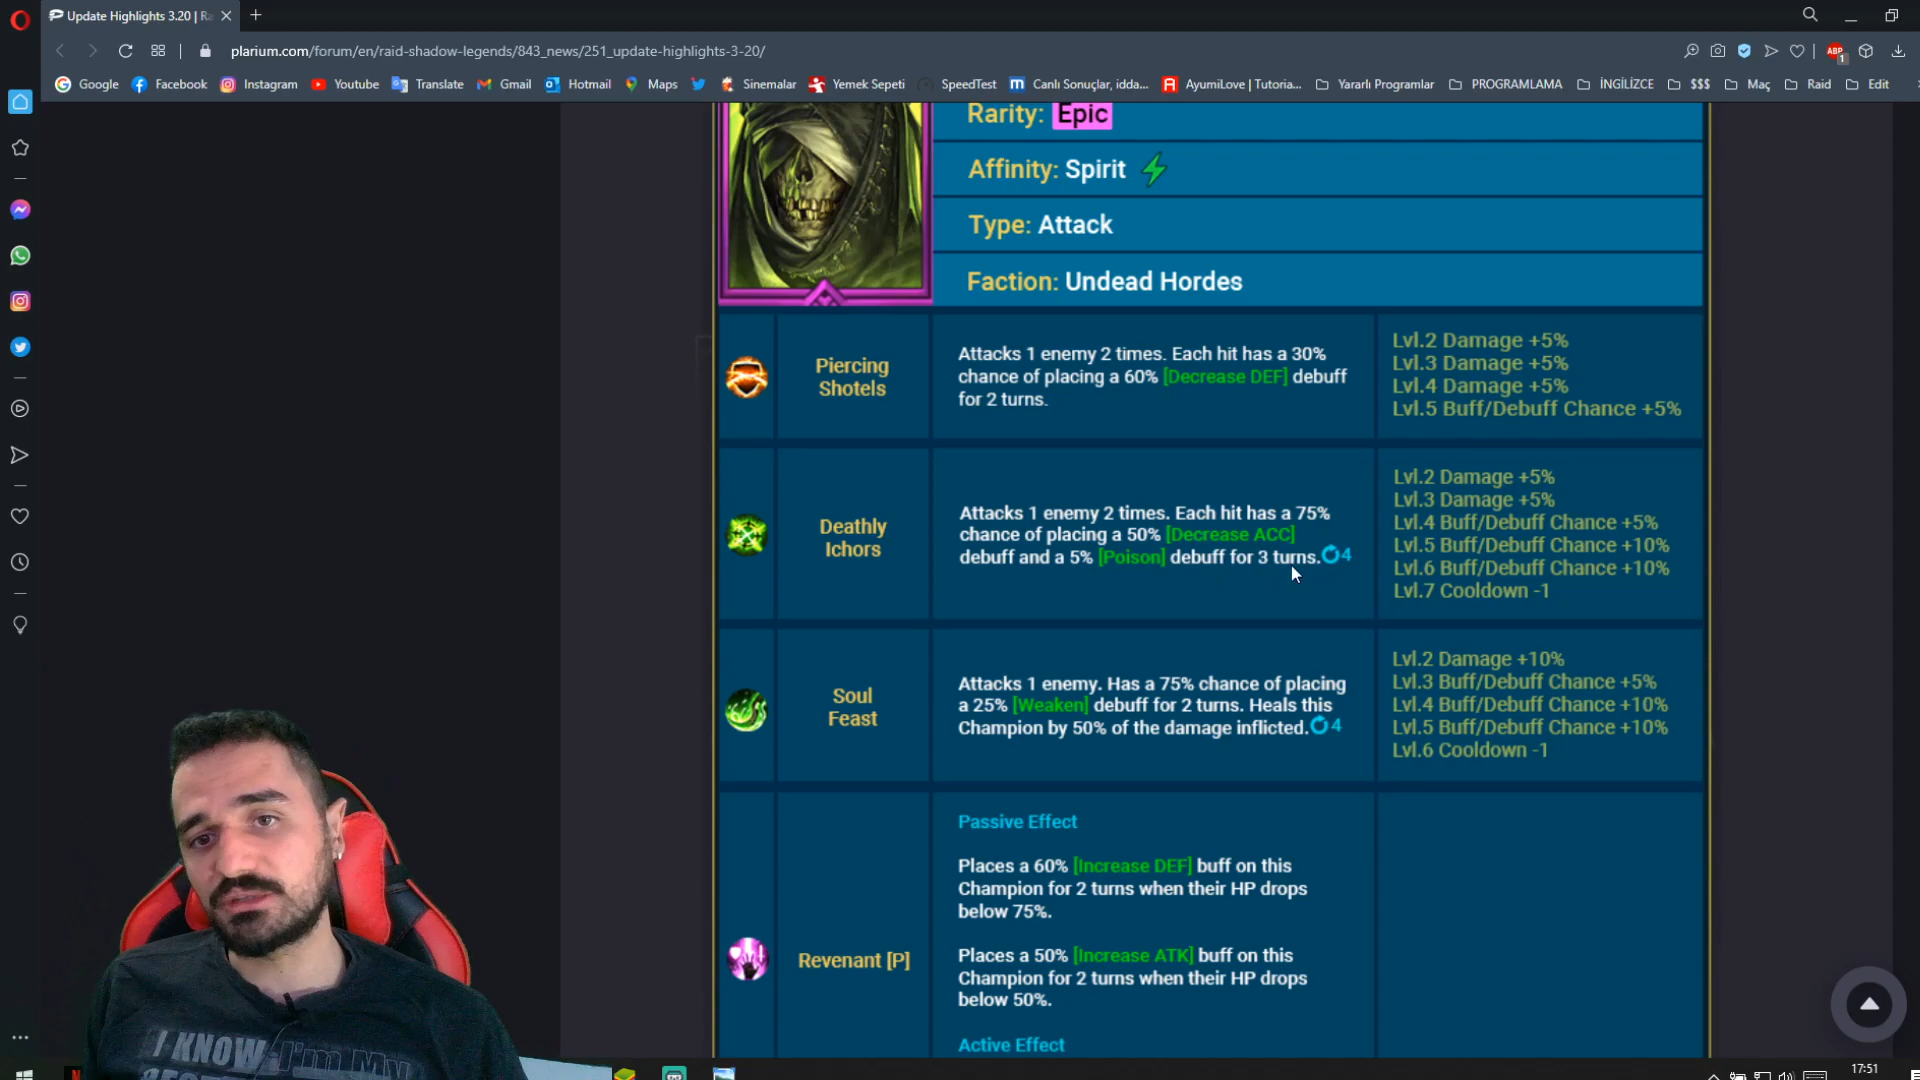 Update Highlights 3.20 | Ra
plarium.com/forum/en/raid-shadow-legends/843_news/251_update-highlights-3-20/
ABP
1
Google
Facebook
Instagram
Youtube
Translate
Gmail
Hotmail
Maps
Sinemalar
Yemek Sepeti
SpeedTest
Canlı Sonuçlar, idda...
AyumiLove | Tutoria...
Yararlı Programlar
PROGRAMLAMA
İNGİLİZCE
$$$
Maç
Raid
Edit
Rarity: Epic
Affinity: Spirit
Type: Attack
Faction: Undead Hordes
Piercing
Shotels
Attacks 1 enemy 2 times. Each hit has a 30%
chance of placing a 60% [Decrease DEF] debuff
for 2 turns.
Lvl.2 Damage +5%
Lvl.3 Damage +5%
Lvl.4 Damage +5%
Lvl.5 Buff/Debuff Chance +5%
Deathly
Ichors
Attacks 1 enemy 2 times. Each hit has a 75%
chance of placing a 50% [Decrease ACC]
debuff and a 5% [Poison] debuff for 3 turns. 4
Lvl.2 Damage +5%
Lvl.3 Damage +5%
Lvl.4 Buff/Debuff Chance +5%
Lvl.5 Buff/Debuff Chance +10%
Lvl.6 Buff/Debuff Chance +10%
Lvl.7 Cooldown -1
Soul
Feast
Attacks 1 enemy. Has a 75% chance of placing
a 25% [Weaken] debuff for 2 turns. Heals this
Champion by 50% of the damage inflicted. 4
Lvl.2 Damage +10%
Lvl.3 Buff/Debuff Chance +5%
Lvl.4 Buff/Debuff Chance +10%
Lvl.5 Buff/Debuff Chance +10%
Lvl.6 Cooldown -1
Revenant [P]
Passive Effect
Places a 60% [Increase DEF] buff on this
Champion for 2 turns when their HP drops
below 75%.
Places a 50% [Increase ATK] buff on this
Champion for 2 turns when their HP drops
below 50%.
Active Effect
I KNOW I'm My
17:51